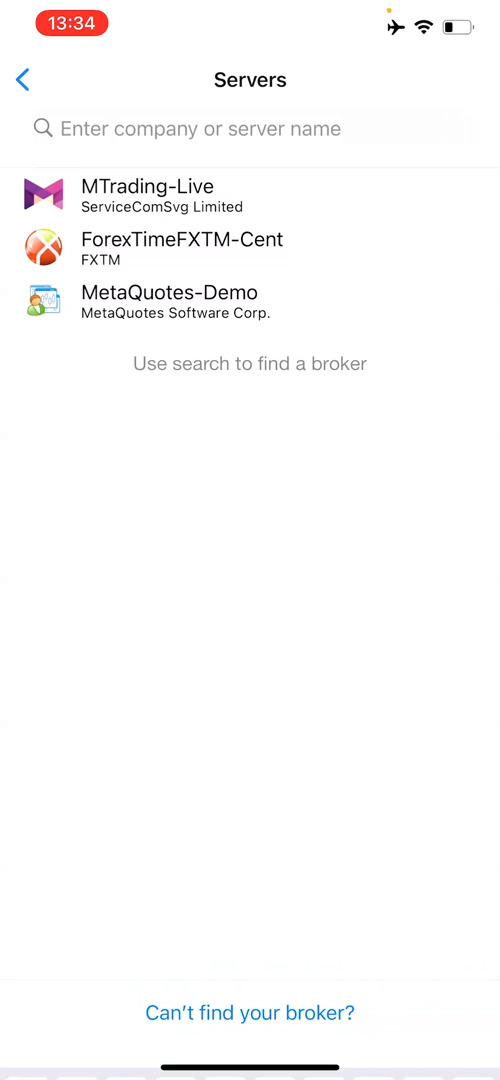 13:34
Servers
Enter company or server name
MTrading-Live
ServiceComSvg Limited
ForexTimeFXTM-Cent
FXTM
MetaQuotes-Demo
MetaQuotes Software Corp.
Use search to find a broker
Can't find your broker?